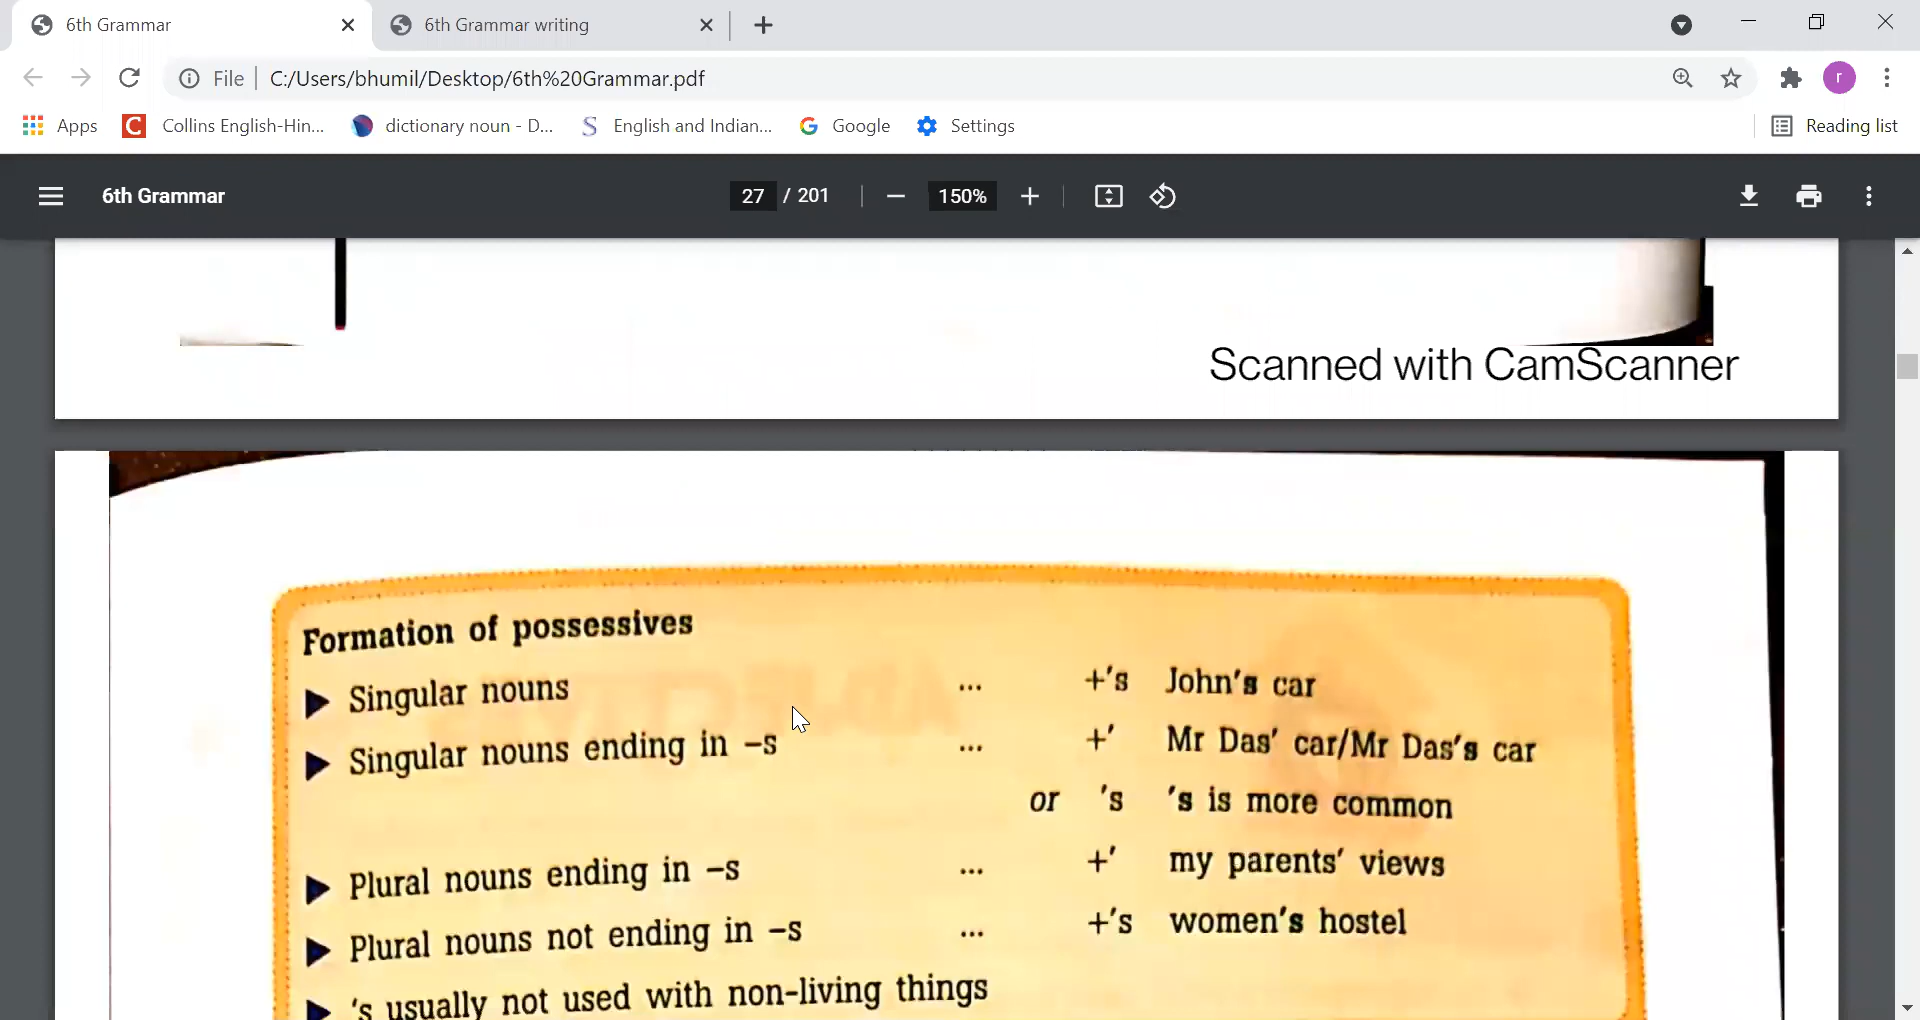 6th Grammar
6th Grammar writing
File
C:/Users/bhumil/Desktop/6th%20Grammar.pdf
r
Apps
Collins English-Hin...
dictionary noun - D...
English and Indian...
Google
Settings
Reading list
6th Grammar
27 / 201
150%
Scanned with CamScanner
Formation of possessives
Singular nouns ... +'s John's car
Singular nouns ending in –s ... +' Mr Das' car/Mr Das's car
or 's 's is more common
Plural nouns ending in –s ... +' my parents' views
Plural nouns not ending in –s ... +'s women's hostel
's usually not used with non-living things